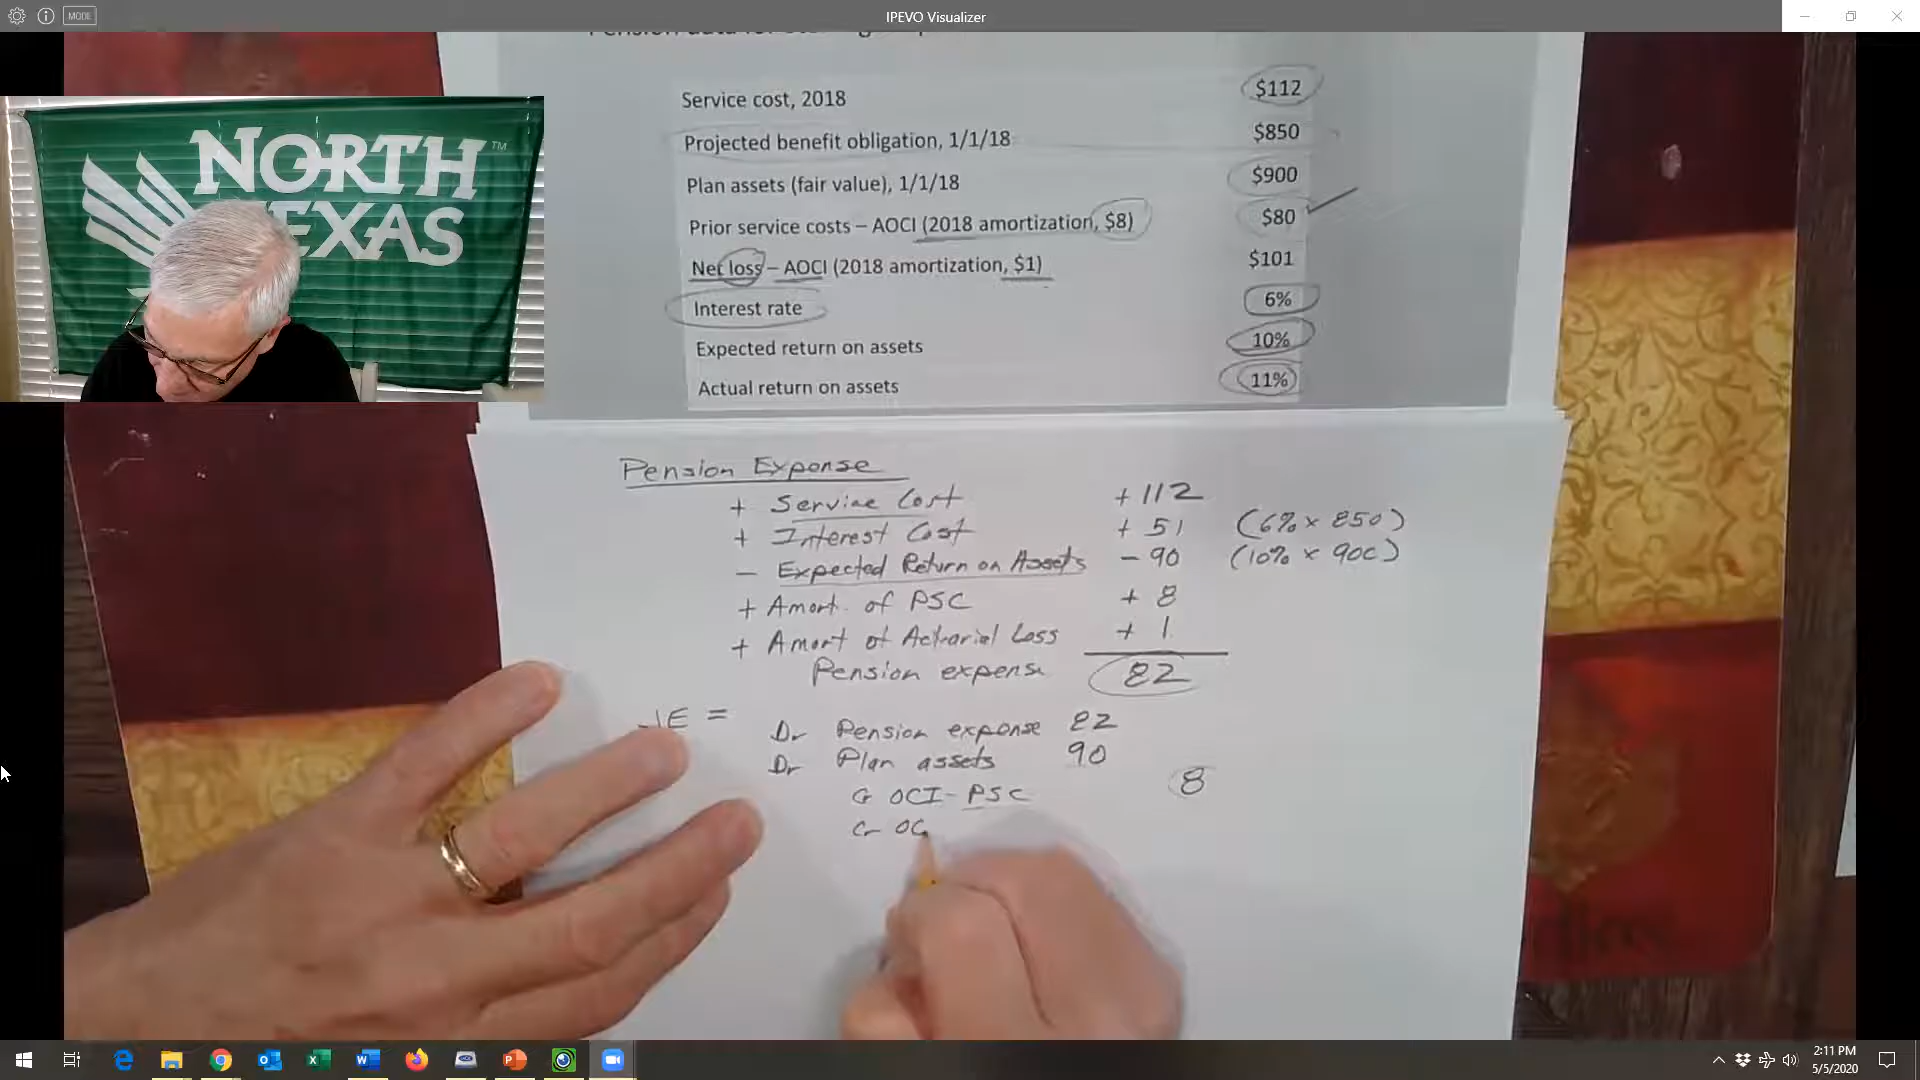 MODE
IPEVO Visualizer
NORTH
TEXAS
TM
Service cost, 2018 $112
Projected benefit obligation, 1/1/18 $850
Plan assets (fair value), 1/1/18 $900
Prior service costs – AOCI (2018 amortization, $8) $80
Net loss – AOCI (2018 amortization, $1) $101
Interest rate 6%
Expected return on assets 10%
Actual return on assets 11%
Pension Expense
+ Service Cost + 112
+ Interest Cost + 51 (6% x 850)
– Expected Return on Assets – 90 (10% x 900)
+ Amort. of PSC + 8
+ Amort of Actuarial Loss + 1
Pension expense 82
JE =
Dr Pension expense 82
Dr Plan assets 90
Cr OCI - PSC 8
Cr OC
2:11 PM
5/5/2020